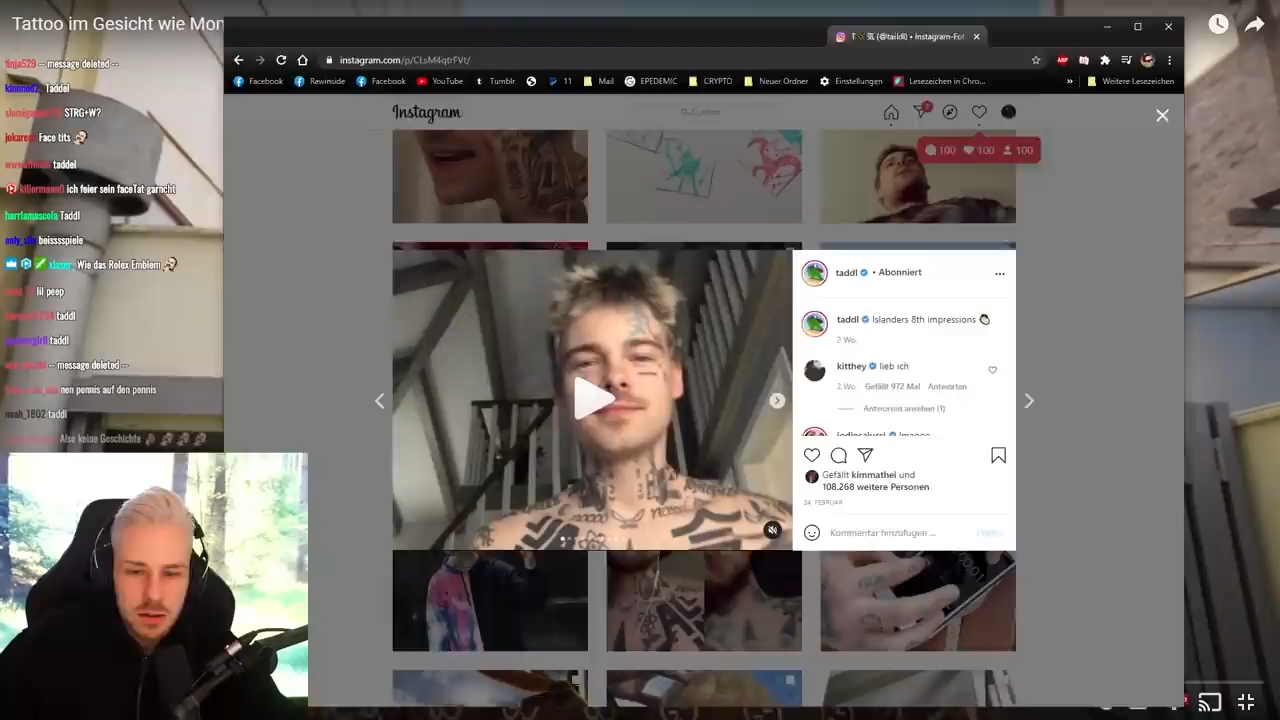 Tattoo im Gesicht wie Mon
-- message deleted --
Taddel
STRG+W?
Face tits
taddel
ich feier sein faceTat garncht
Taddl
beisssspiele
Wie das Rolex Emblem
lil peep
taddl
taddl
-- message deleted --
nen pennis auf den pennis
noah_1802 taddl
Also keine Geschichte
instagram.com/p/CLsM4qtrFVt/
Facebook
Rewinside
Facebook
YouTube
Tumblr
11
Mail
EPEDEMIC
CRYPTO
Neuer Ordner
Einstellungen
Lesezeichen in Chro...
»
Weitere Lesezeichen
Instagram
100 100 100
taddl • Abonniert
taddl Islanders 8th impressions
2 Wo.
kitthey lieb ich
2 Wo. Gefällt 972 Mal Antworten
Antworten ansehen (1)
Gefällt kimmathei und
108.268 weitere Personen
24. FEBRUAR
Kommentar hinzufügen ...